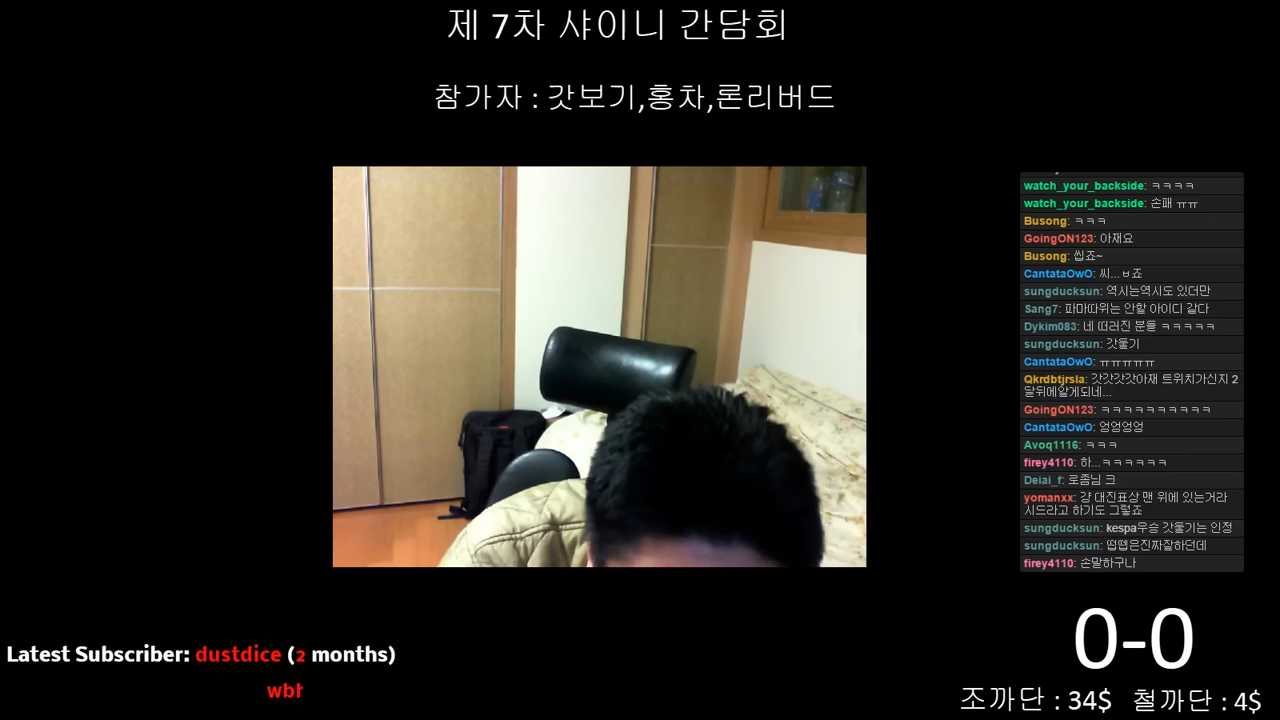 제 7차 샤이니 간담회
참가자 : 갓보기,홍차,론리버드
watch_your_backside: ㅋㅋㅋㅋ
watch_your_backside: 손패 ㅠㅠ
Busong: ㅋㅋㅋ
GoingON123: 아재요
Busong: 씹죠~
CantataOwO: 씨...ㅂ죠
sungducksun: 역시는역시도 있더만
Sang7: 파마따위는 안할 아이디 같다
Dykim083: 네 떠러진 분들 ㅋㅋㅋㅋㅋ
sungducksun: 갓둘기
CantataOwO: ㅠㅠㅠㅠㅠ
Qkrdbtjrsla: 갓갓갓갓아재 트위치가신지 2
달뒤에알게되네...
GoingON123: ㅋㅋㅋㅋㅋㅋㅋㅋㅋㅋ
CantataOwO: 엉엉엉엉
Avoq1116: ㅋㅋㅋ
firey4110: 하...ㅋㅋㅋㅋㅋㅋ
Deiai_f: 로좀님 크
yomanxx: 걍 대진표상 맨 위에 있는거라
시드라고 하기도 그렇죠
sungducksun: kespa우승 갓둘기는 인정
sungducksun: 떱떱은진짜잘하던데
firey4110: 손말하구나
Latest Subscriber: dustdice (2 months)
0-0
조까단 : 34$ 철까단 : 4$